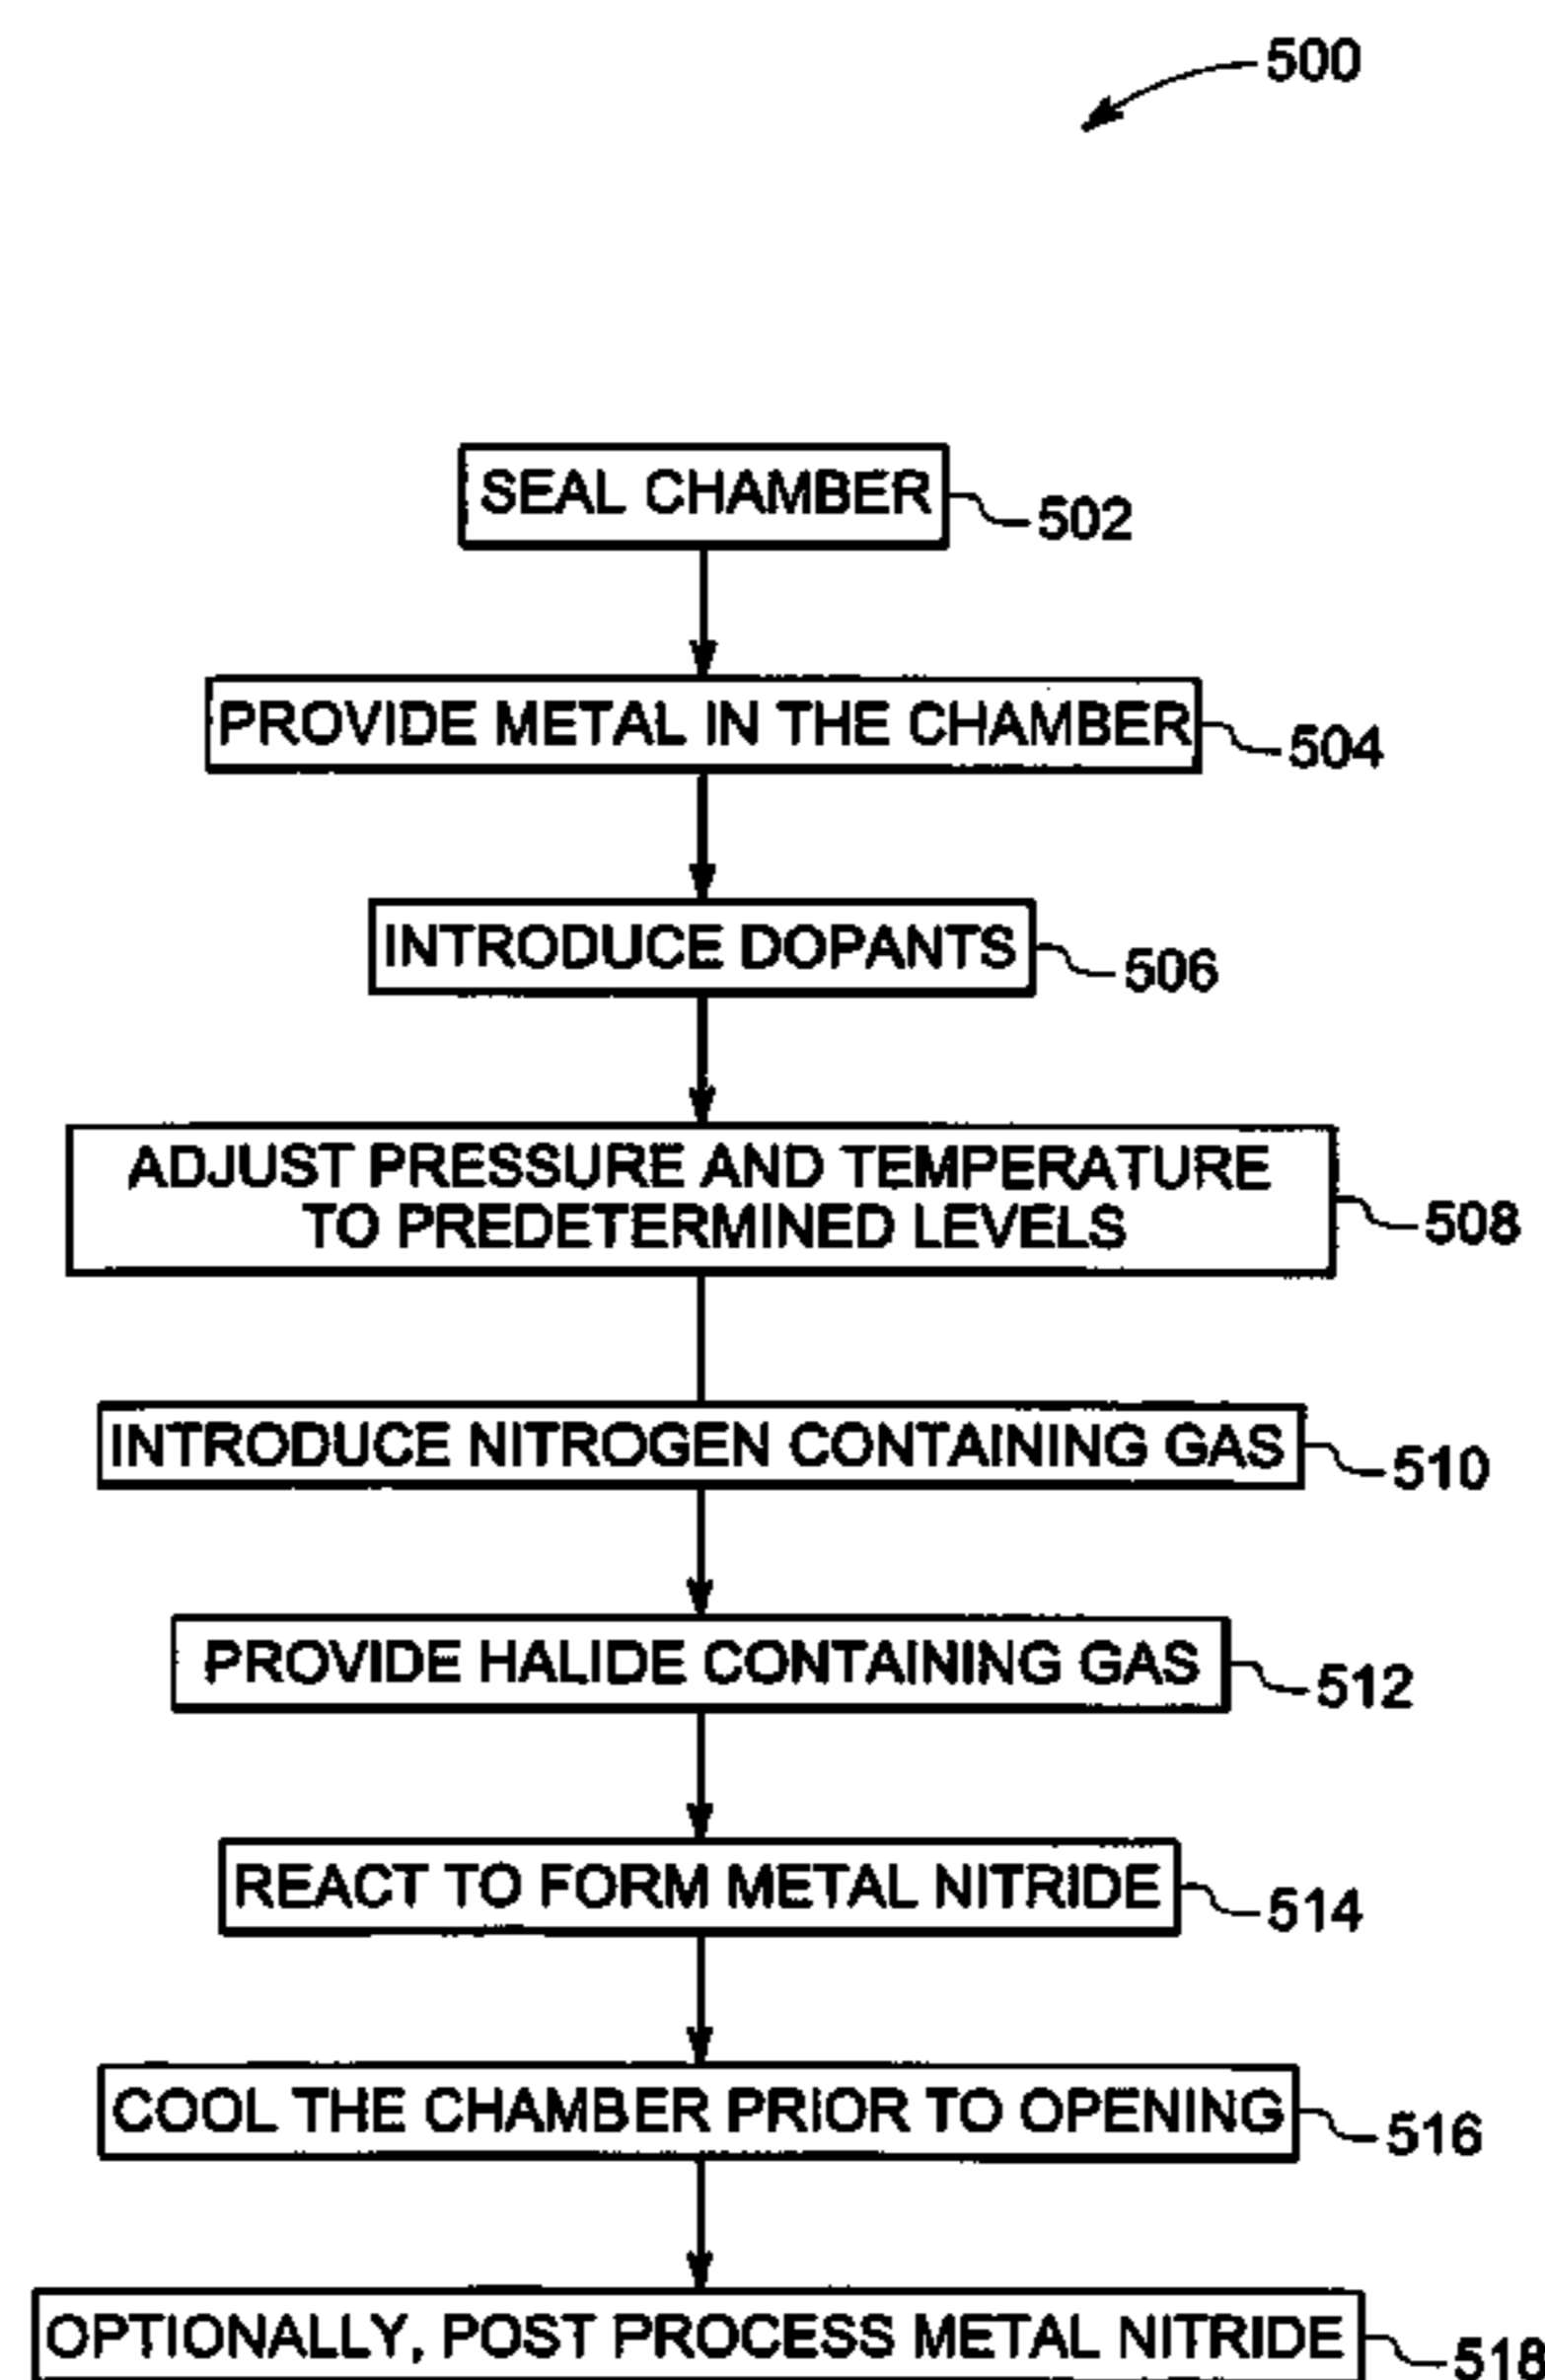 500
SEAL CHAMBER
502
PROVIDE METAL IN THE CHAMBER
504
INTRODUCE DOPANTS
506
ADJUST PRESSURE AND TEMPERATURE
TO PREDETERMINED LEVELS
508
INTRODUCE NITROGEN CONTAINING GAS
510
PROVIDE HALIDE CONTAINING GAS
512
REACT TO FORM METAL NITRIDE
514
COOL THE CHAMBER PRIOR TO OPENING
516
OPTIONALLY, POST PROCESS METAL NITRIDE
518